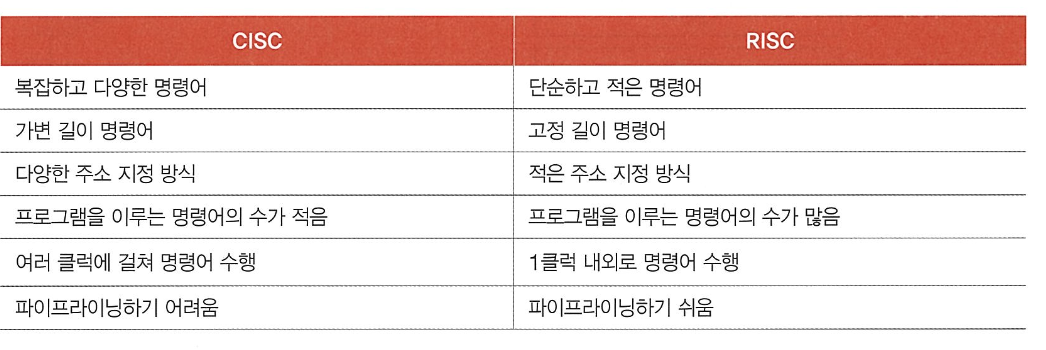 CISC RISC
복잡하고 다양한 명령어 단순하고 적은 명령어
가변 길이 명령어 고정 길이 명령어
다양한 주소 지정 방식 적은 주소 지정 방식
프로그램을 이루는 명령어의 수가 적음 프로그램을 이루는 명령어의 수가 많음
여러 클럭에 걸쳐 명령어 수행 1클럭 내외로 명령어 수행
파이프라이닝하기 어려움 파이프라이닝하기 쉬움